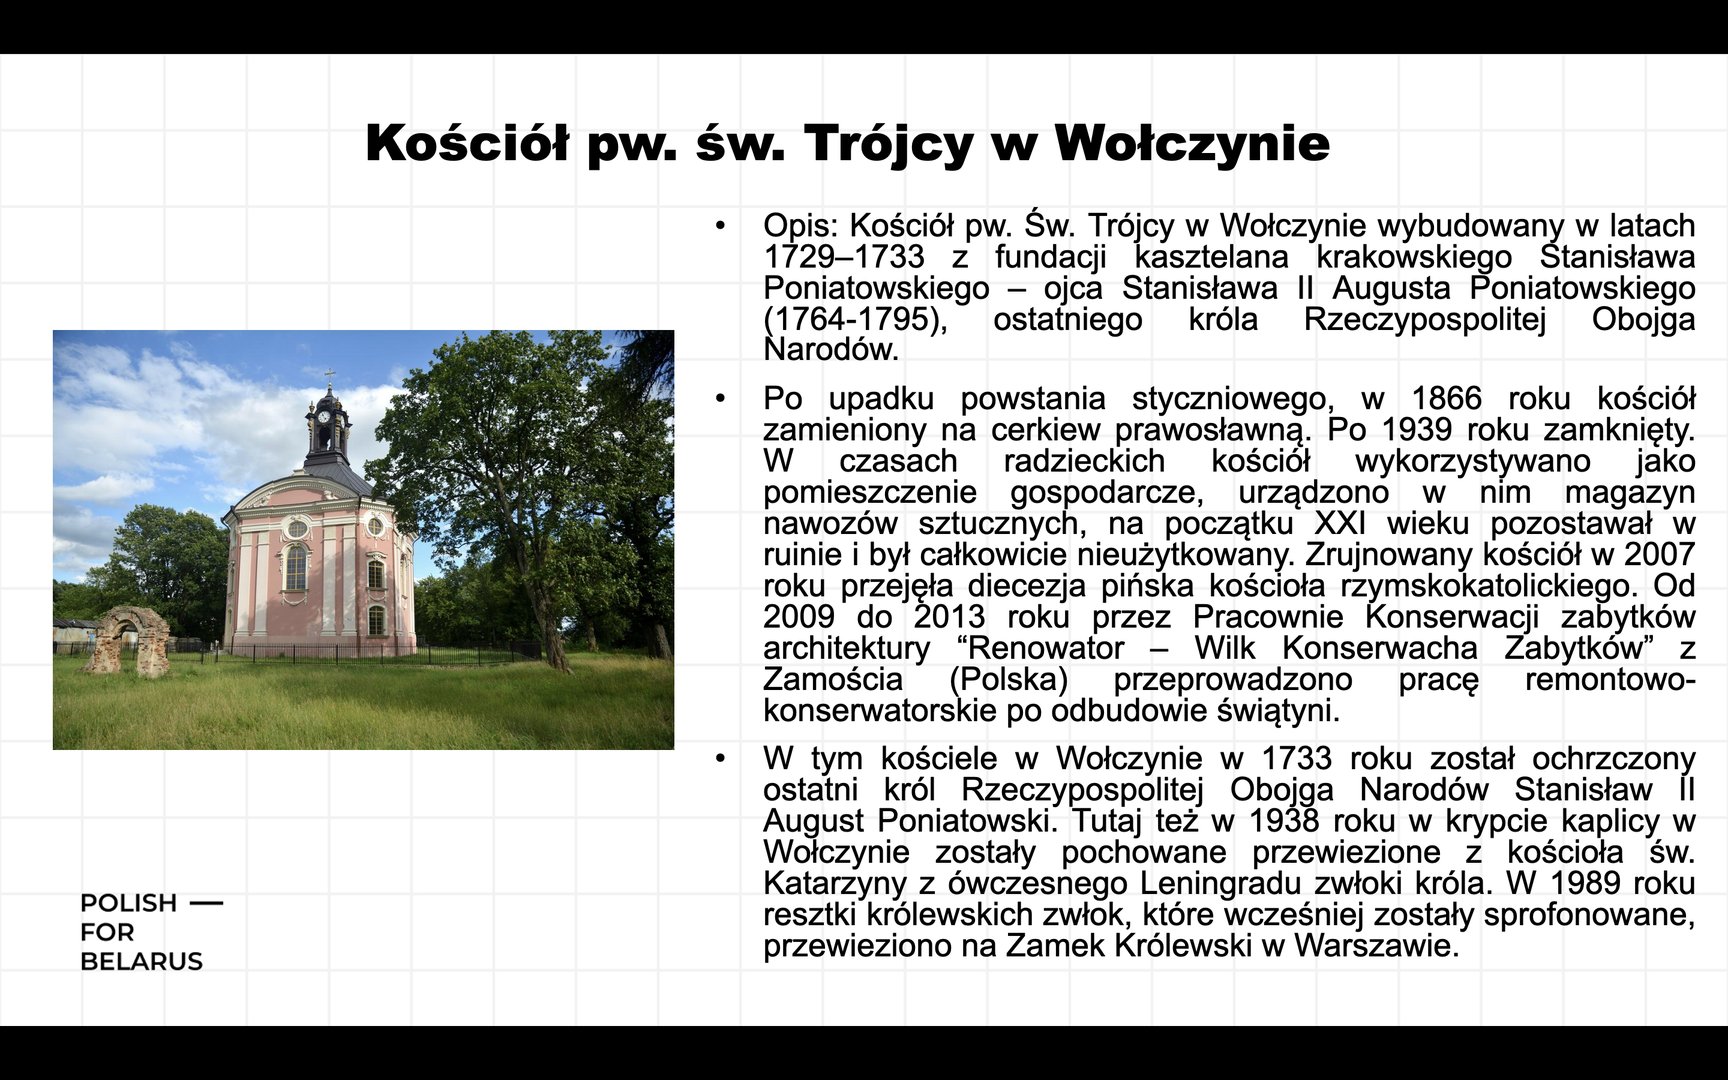 Kościół pw. św. Trójcy w Wołczynie
• Opis: Kościół pw. Św. Trójcy w Wołczynie wybudowany w latach
1729–1733 z fundacji kasztelana krakowskiego Stanisława
Poniatowskiego – ojca Stanisława II Augusta Poniatowskiego
(1764-1795), ostatniego króla Rzeczypospolitej Obojga
Narodów.
• Po upadku powstania styczniowego, w 1866 roku kościół
zamieniony na cerkiew prawosławną. Po 1939 roku zamknięty.
W czasach radzieckich kościół wykorzystywano jako
pomieszczenie gospodarcze, urządzono w nim magazyn
nawozów sztucznych, na początku XXI wieku pozostawał w
ruinie i był całkowicie nieużytkowany. Zrujnowany kościół w 2007
roku przejęła diecezja pińska kościoła rzymskokatolickiego. Od
2009 do 2013 roku przez Pracownie Konserwacji zabytków
architektury “Renowator – Wilk Konserwacha Zabytków” z
Zamościa (Polska) przeprowadzono pracę remontowo-
konserwatorskie po odbudowie świątyni.
• W tym kościele w Wołczynie w 1733 roku został ochrzczony
ostatni król Rzeczypospolitej Obojga Narodów Stanisław II
August Poniatowski. Tutaj też w 1938 roku w krypcie kaplicy w
Wołczynie zostały pochowane przewiezione z kościoła św.
Katarzyny z ówczesnego Leningradu zwłoki króla. W 1989 roku
resztki królewskich zwłok, które wcześniej zostały sprofonowane,
przewieziono na Zamek Królewski w Warszawie.
POLISH —
FOR
BELARUS